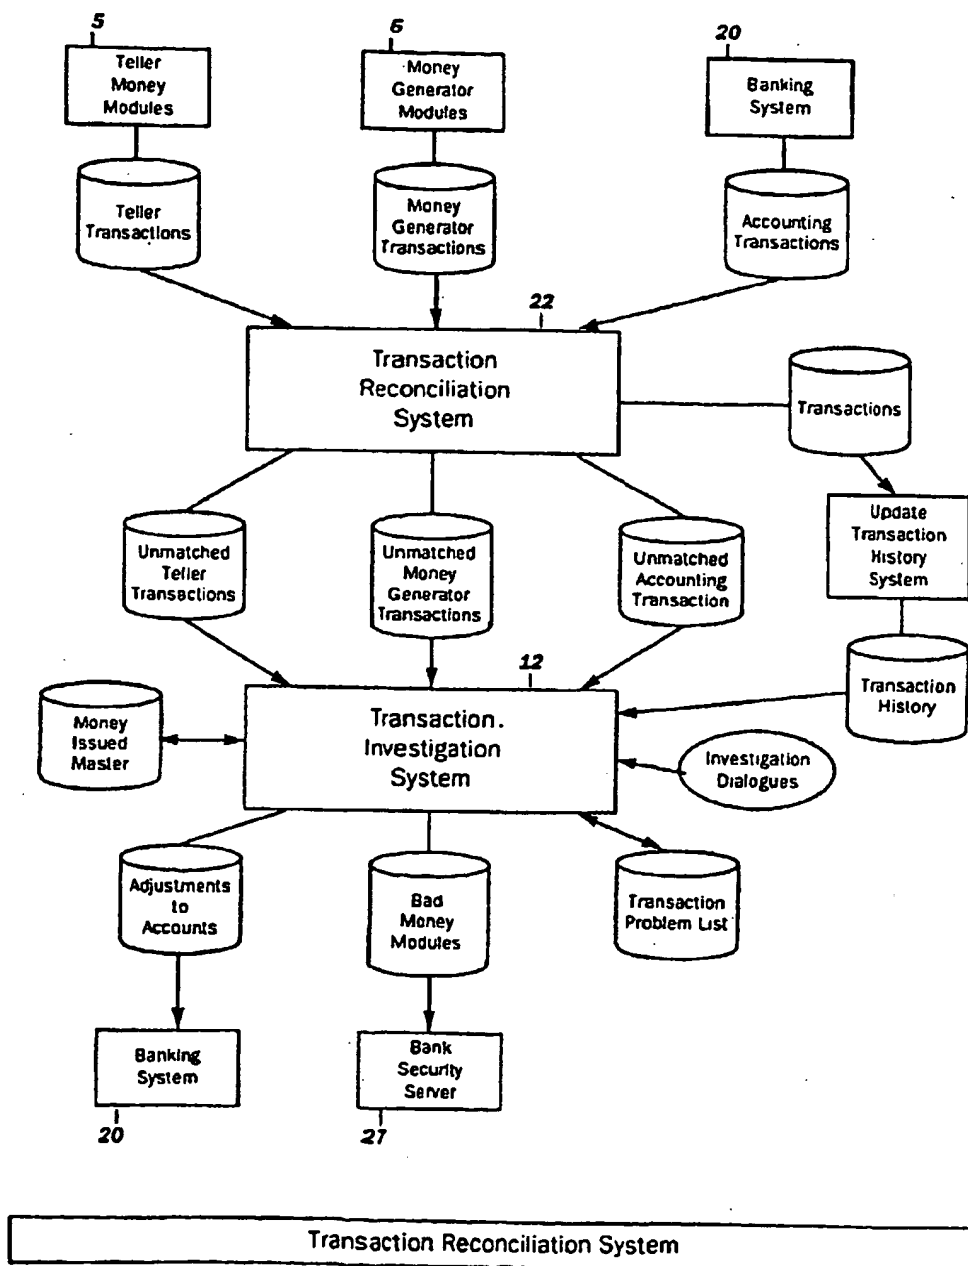 5
6
20
Teller
Money
Modules
Money
Generator
Modules
Banking
System
Teller
Transactions
Money
Generator
Transactions
Accounting
Transactions
22
Transaction
Reconciliation
System
Transactions
Update
Transaction
History
System
Unmatched
Teller
Transactions
Unmatched
Money
Generator
Transactions
Unmatched
Accounting
Transaction
12
Transaction
History
Money
Issued
Master
Transaction.
Investigation
System
Investigation
Dialogues
Adjustments
to
Accounts
Bad
Money
Modules
Transaction
Problem List
Banking
System
Bank
Security
Server
20
27
Transaction Reconciliation System